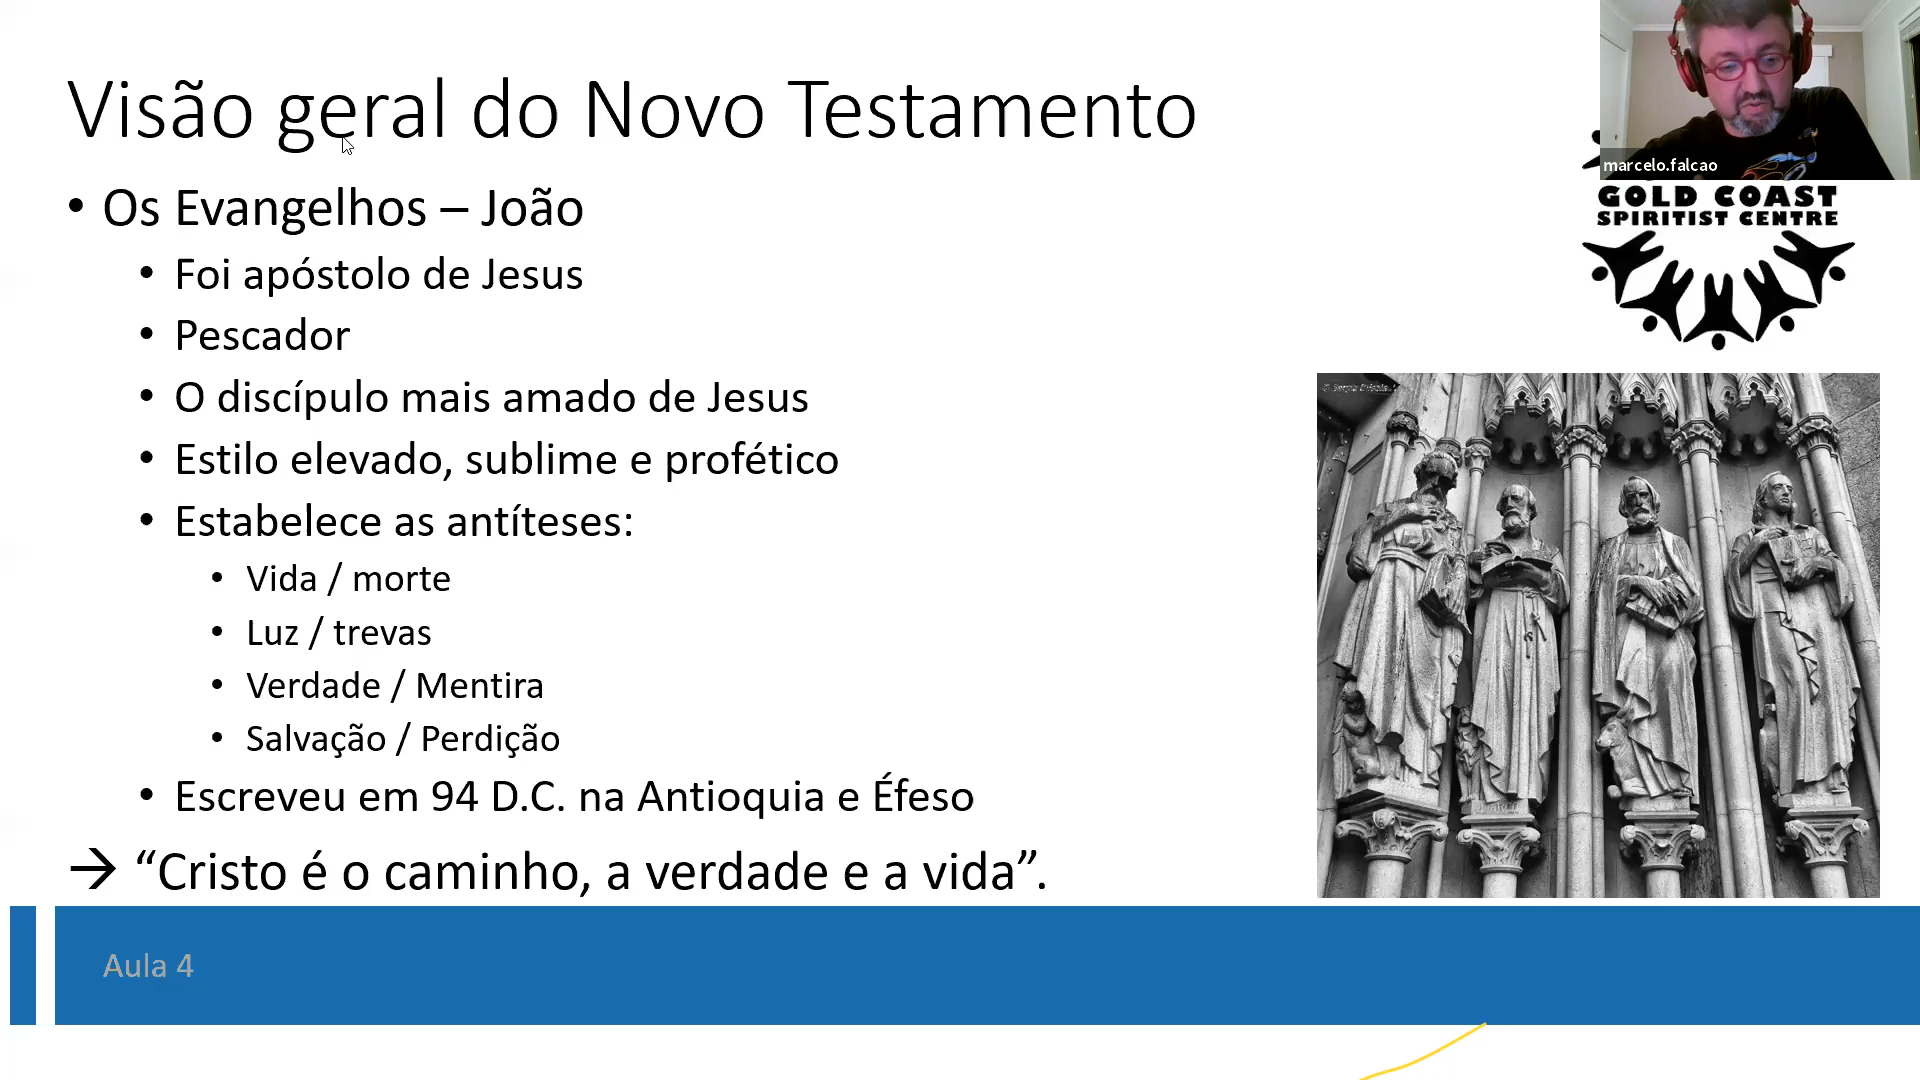 Visão geral do Novo Testamento
marcelo.falcao
GOLD COAST
SPIRITIST CENTRE
• Os Evangelhos – João
• Foi apóstolo de Jesus
• Pescador
• O discípulo mais amado de Jesus
• Estilo elevado, sublime e profético
• Estabelece as antíteses:
• Vida / morte
• Luz / trevas
• Verdade / Mentira
• Salvação / Perdição
• Escreveu em 94 D.C. na Antioquia e Éfeso
→ “Cristo é o caminho, a verdade e a vida”.
Aula 4